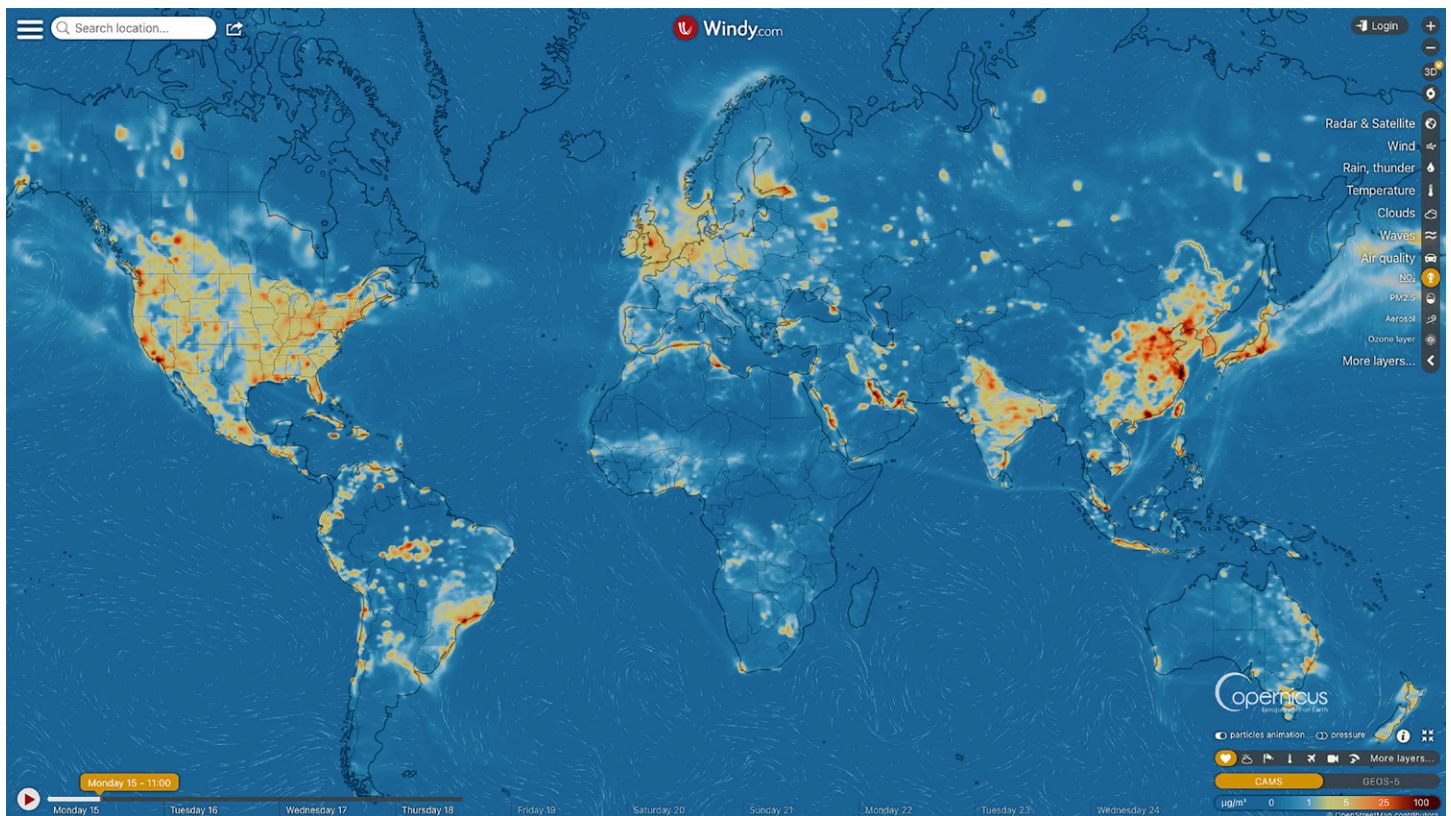 Search location...
Windy.com
Login
3D
Radar & Satellite
Wind
Rain, thunder
Temperature
Clouds
Waves
Air quality
NO₂
PM2.5
Aerosol
Ozone layer
More layers...
Copernicus
particles animation
pressure
More layers...
CAMS
GEOS-5
µg/m³ 0 1 5 25 100
© OpenStreetMap contributors
Monday 15 - 11:00
Monday 15 Tuesday 16 Wednesday 17 Thursday 18 Friday 19 Saturday 20 Sunday 21 Monday 22 Tuesday 23 Wednesday 24